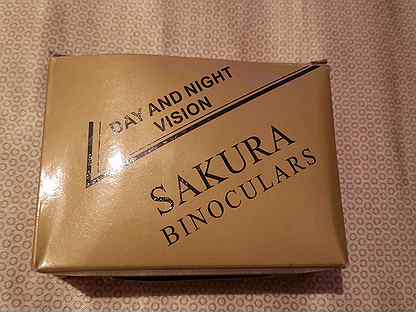 DAY AND NIGHT
VISION
SAKURA
BINOCULARS